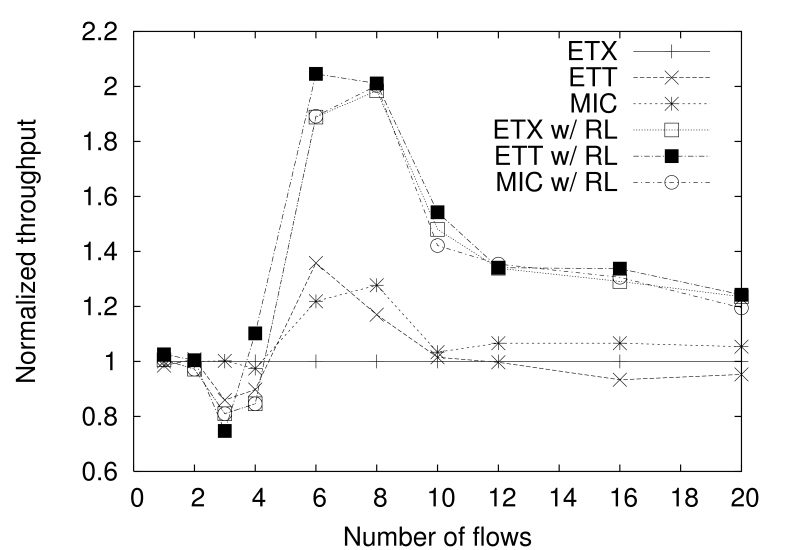 2.2
2
1.8
1.6
1.4
1.2
1
0.8
0.6
Normalized throughput
ETX
ETT
MIC
ETX w/ RL
ETT w/ RL
MIC w/ RL
0 2 4 6 8 10 12 14 16 18 20
Number of flows